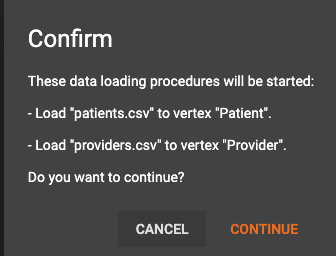 Confirm
These data loading procedures will be started:
- Load "patients.csv" to vertex "Patient".
- Load "providers.csv" to vertex "Provider".
Do you want to continue?
CANCEL CONTINUE